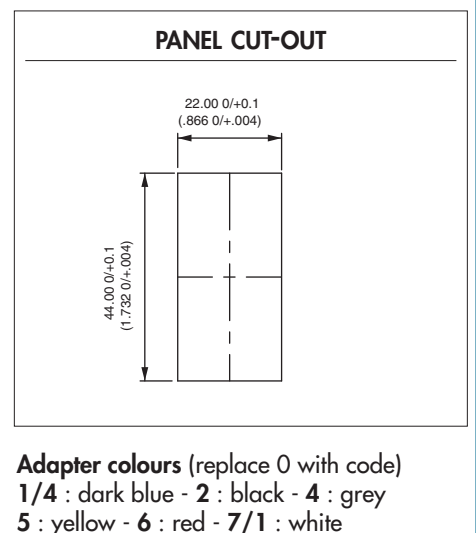 PANEL CUT-OUT
22.00 0/+0.1
(.866 0/+.004)
44.00 0/+0.1
(1.732 0/+.004)
Adapter colours (replace 0 with code)
1/4 : dark blue - 2 : black - 4 : grey
5 : yellow - 6 : red - 7/1 : white